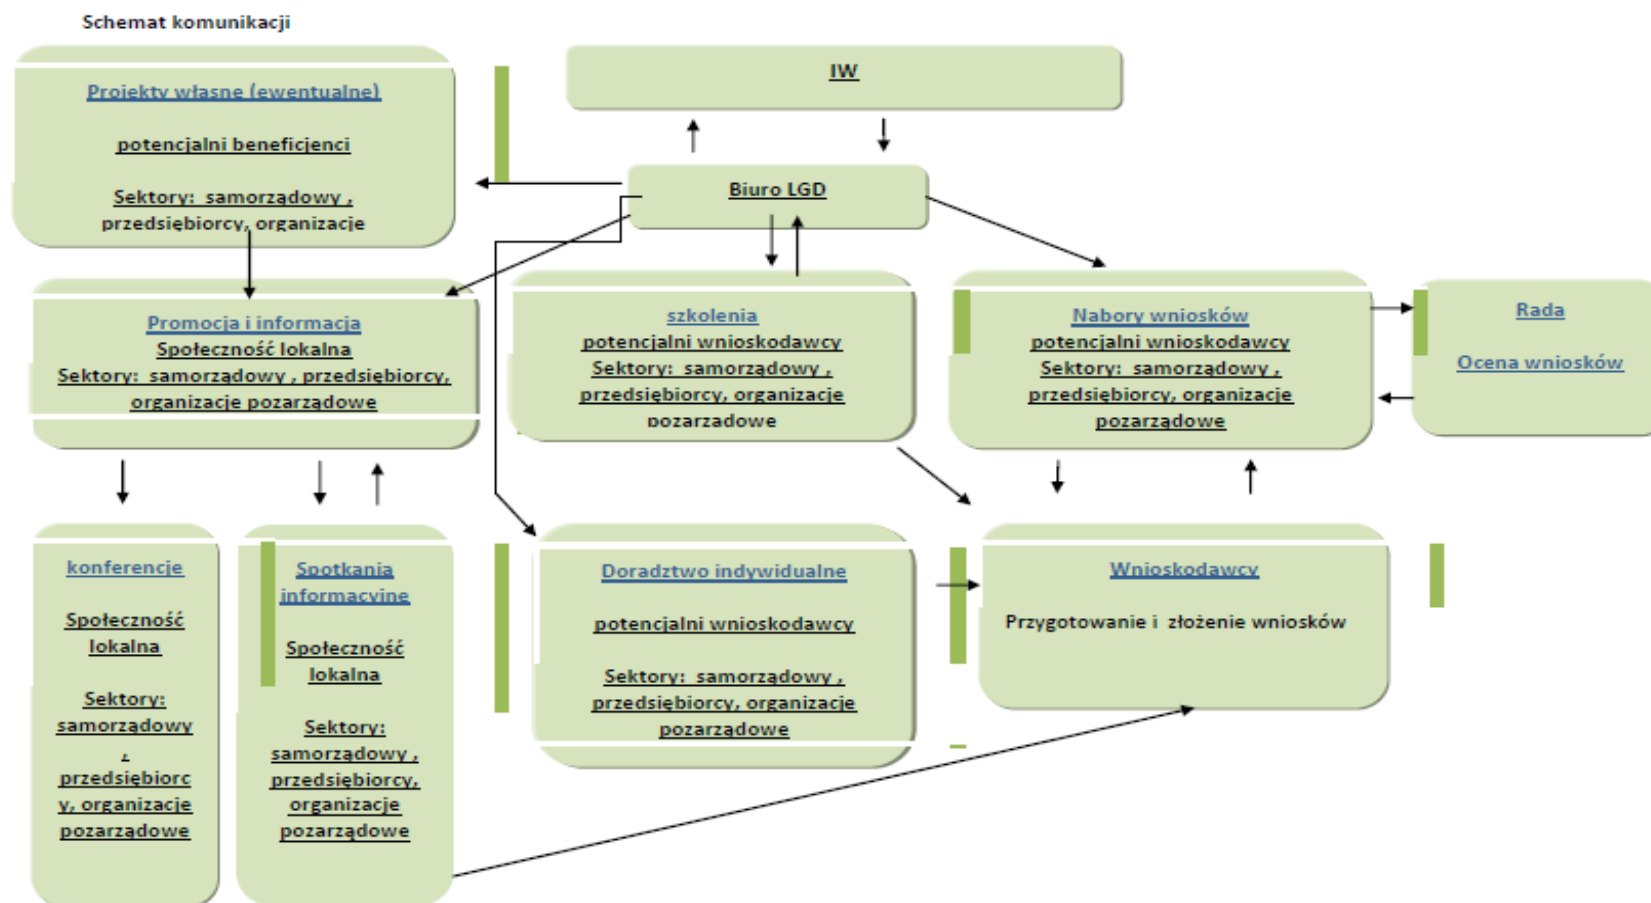 Schemat komunikacji
Projekty własne (ewentualne)
potencjalni beneficjenci
Sektory: samorządowy ,
przedsiębiorcy, organizacje
IW
Biuro LGD
Promocja i informacja
Społeczność lokalna
Sektory: samorządowy , przedsiębiorcy,
organizacje pozarządowe
szkolenia
potencjalni wnioskodawcy
Sektory: samorządowy ,
przedsiębiorcy, organizacje
pozarządowe
Nabory wniosków
potencjalni wnioskodawcy
Sektory: samorządowy ,
przedsiębiorcy, organizacje
pozarządowe
Rada
Ocena wniosków
konferencje
Społeczność
lokalna
Sektory:
samorządowy
,
przedsiębiorc
y, organizacje
pozarządowe
Spotkania
informacyjne
Społeczność
lokalna
Sektory:
samorządowy ,
przedsiębiorcy,
organizacje
pozarządowe
Doradztwo indywidualne
potencjalni wnioskodawcy
Sektory: samorządowy ,
przedsiębiorcy, organizacje
pozarządowe
Wnioskodawcy
Przygotowanie i złożenie wniosków